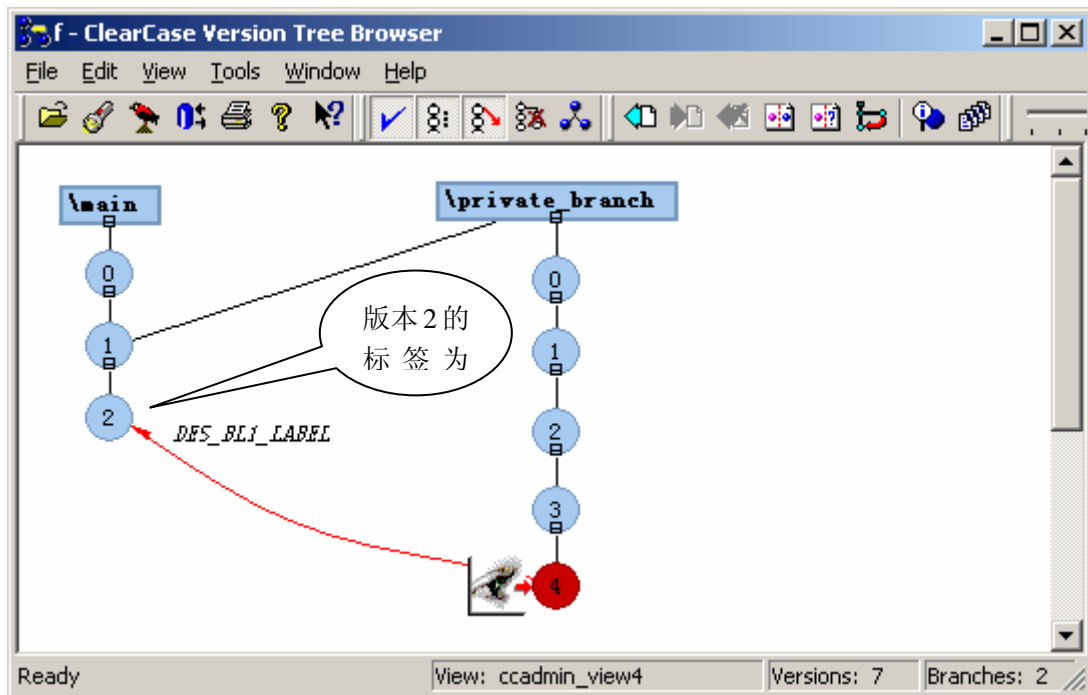 f - ClearCase Version Tree Browser
File Edit View Tools Window Help
\main
\private_branch
0
0
1
版本2的
标签为
1
2
DES_BL1_LABEL
2
3
4
Ready
View: ccadmin_view4
Versions: 7
Branches: 2